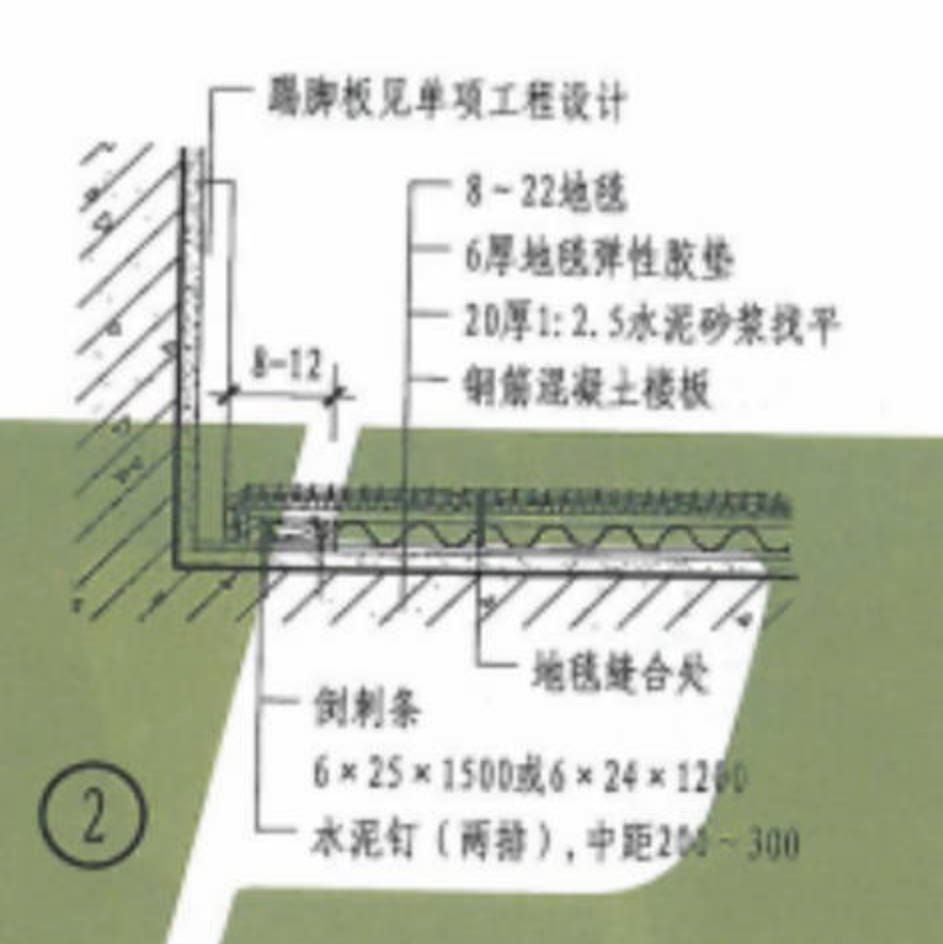 踢脚板见单项工程设计
8~22地毯
6厚地毯弹性胶垫
20厚1:2.5水泥砂浆找平
钢筋混凝土楼板
8-12
地毯缝合处
倒刺条
6×25×1500或6×24×1200
水泥钉(两排),中距200~300
2